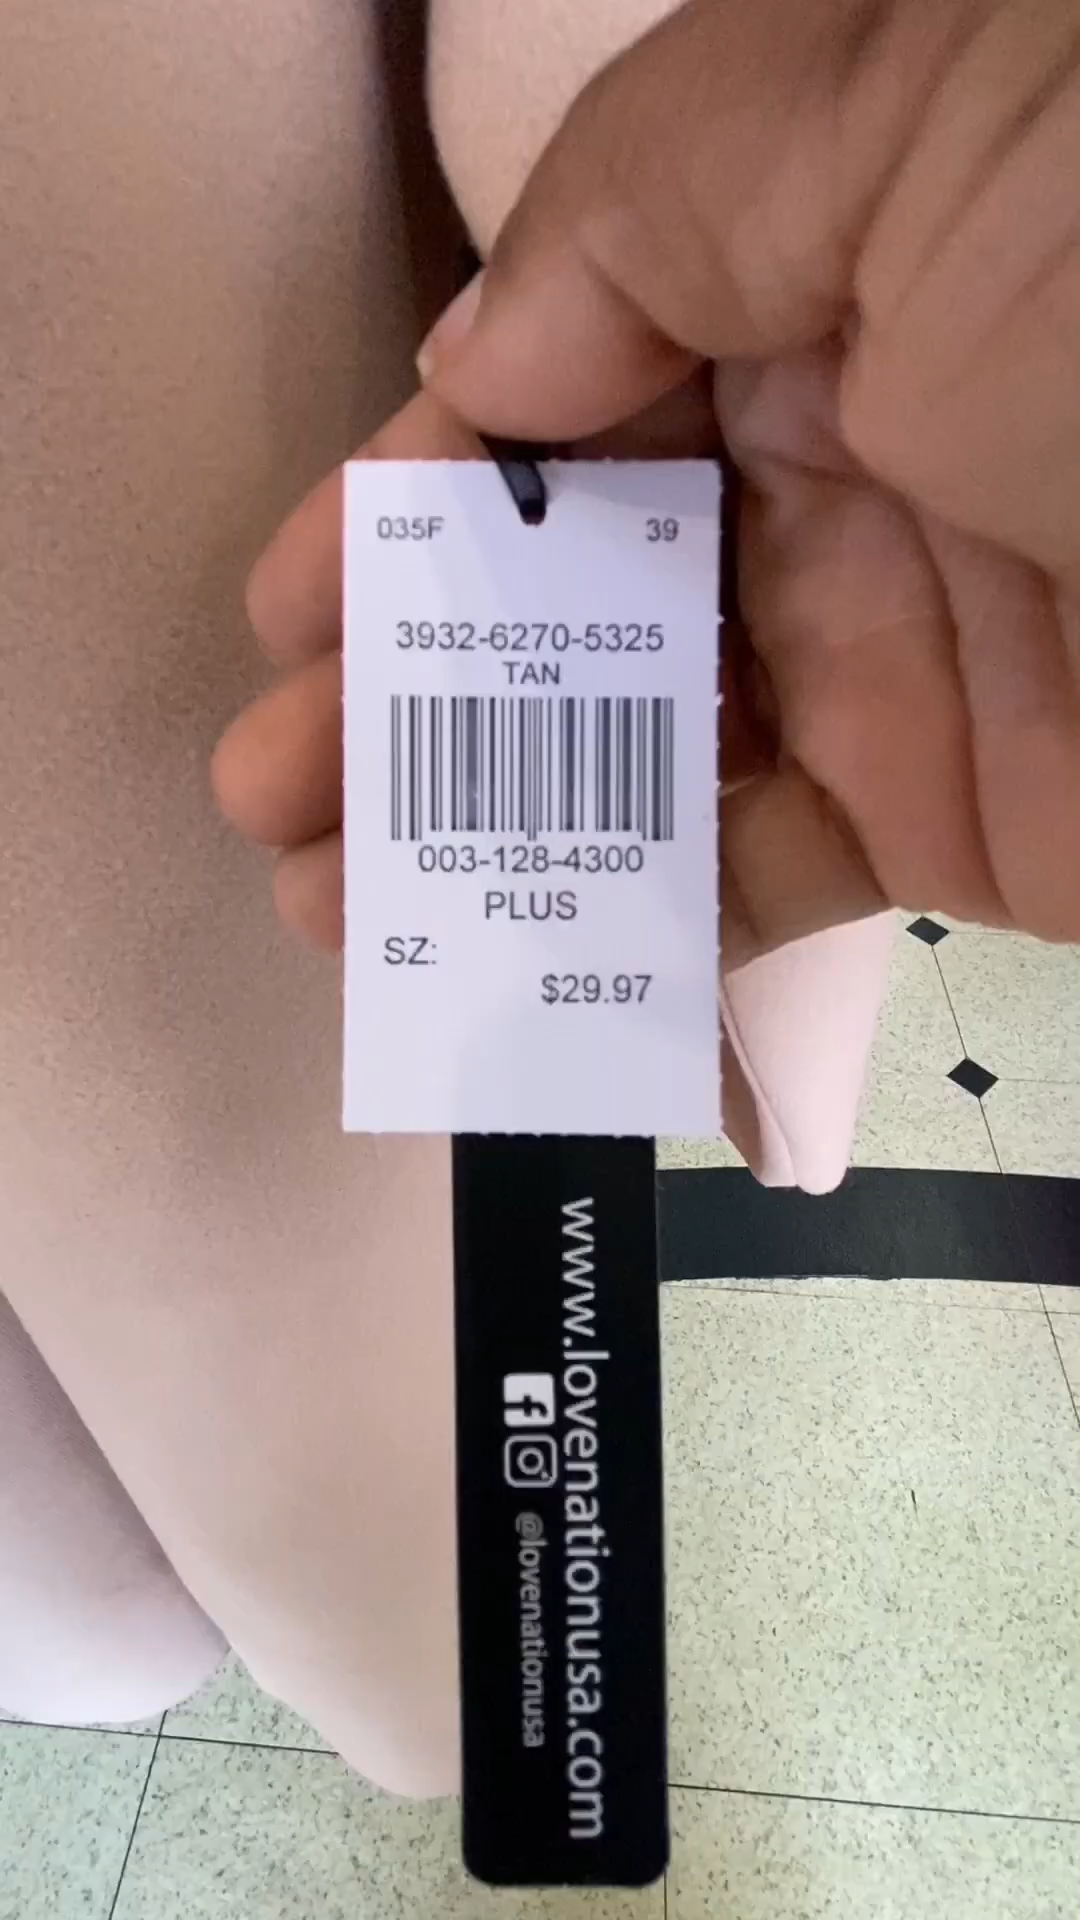 035F 39
3932-6270-5325
TAN
003-128-4300
PLUS
SZ:
$29.97
www.lovenationusa.com
@lovenationusa